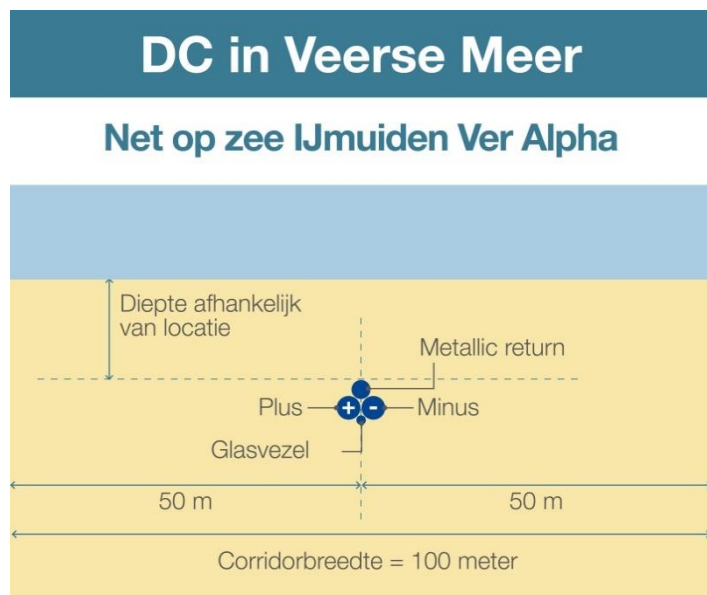 DC in Veerse Meer
Net op zee IJmuiden Ver Alpha
Diepte afhankelijk
van locatie
Metallic return
Plus
+
-
Minus
Glasvezel
50 m
50 m
Corridorbreedte = 100 meter